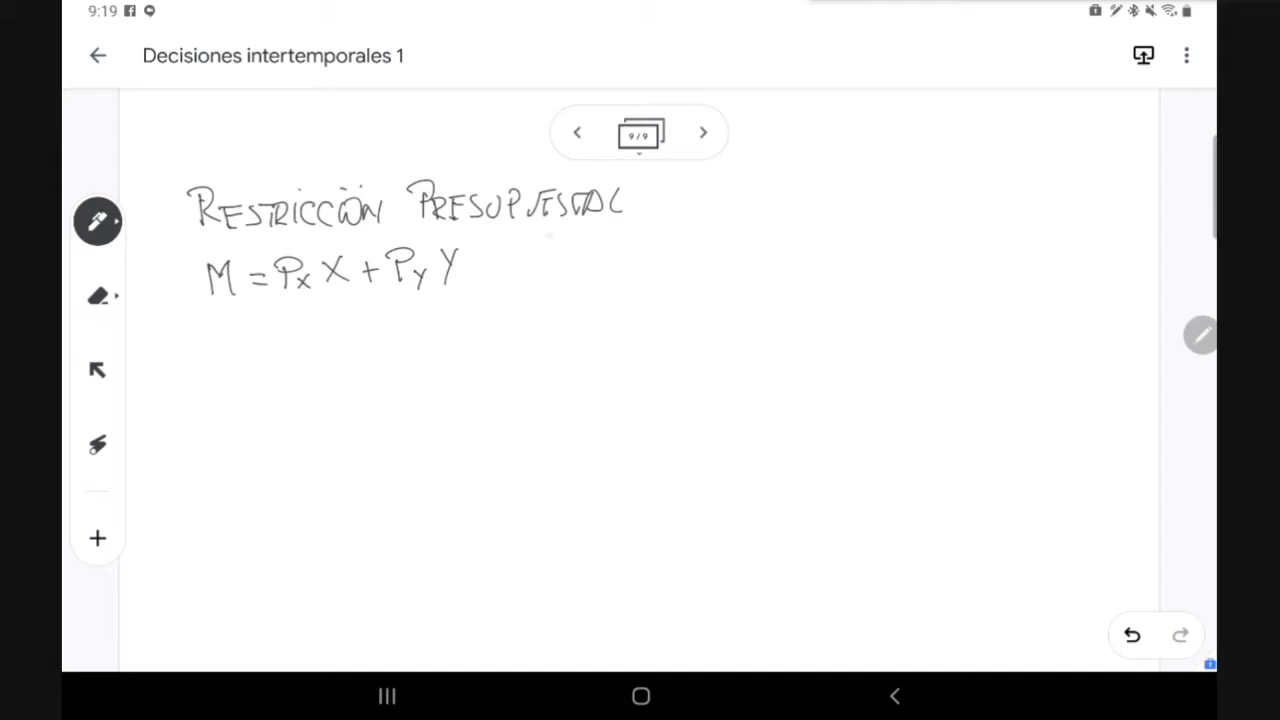 9:19
Decisiones intertemporales 1
9/9
RESTRICCIÓN PRESUPUESTAL
M = Px X + Py Y